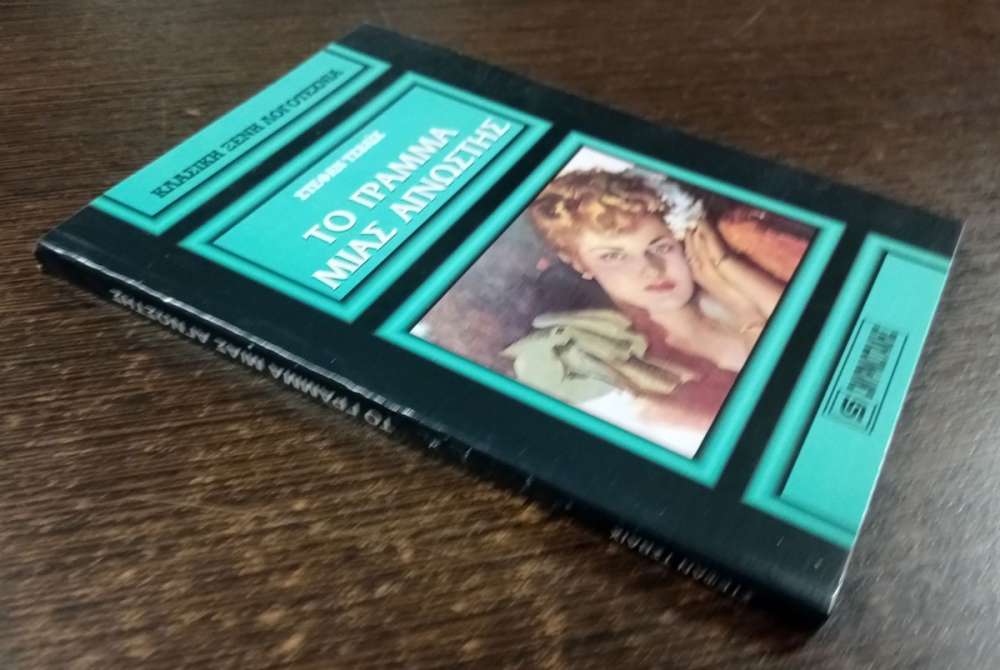 ΚΛΑΣΙΚΗ ΞΕΝΗ ΛΟΓΟΤΕΧΝΙΑ
ΣΤΕΦΑΝ ΤΣΒΑΪΧ
ΤΟ ΓΡΑΜΜΑ
ΜΙΑΣ ΑΓΝΩΣΤΗΣ
ΤΟ ΓΡΑΜΜΑ ΜΙΑΣ ΑΓΝΩΣΤΗΣ